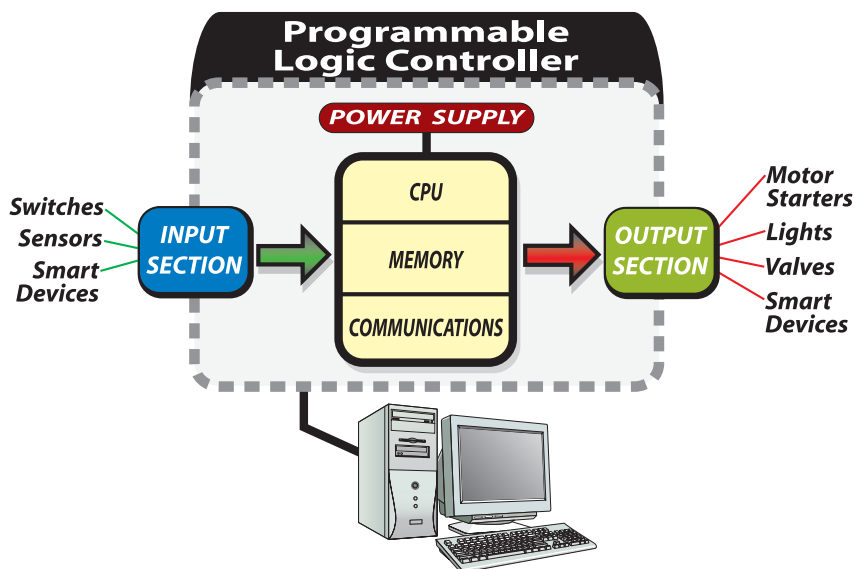 Programmable
Logic Controller
POWER SUPPLY
CPU
MEMORY
COMMUNICATIONS
Switches
Sensors
Smart
Devices
INPUT
SECTION
OUTPUT
SECTION
Motor
Starters
Lights
Valves
Smart
Devices